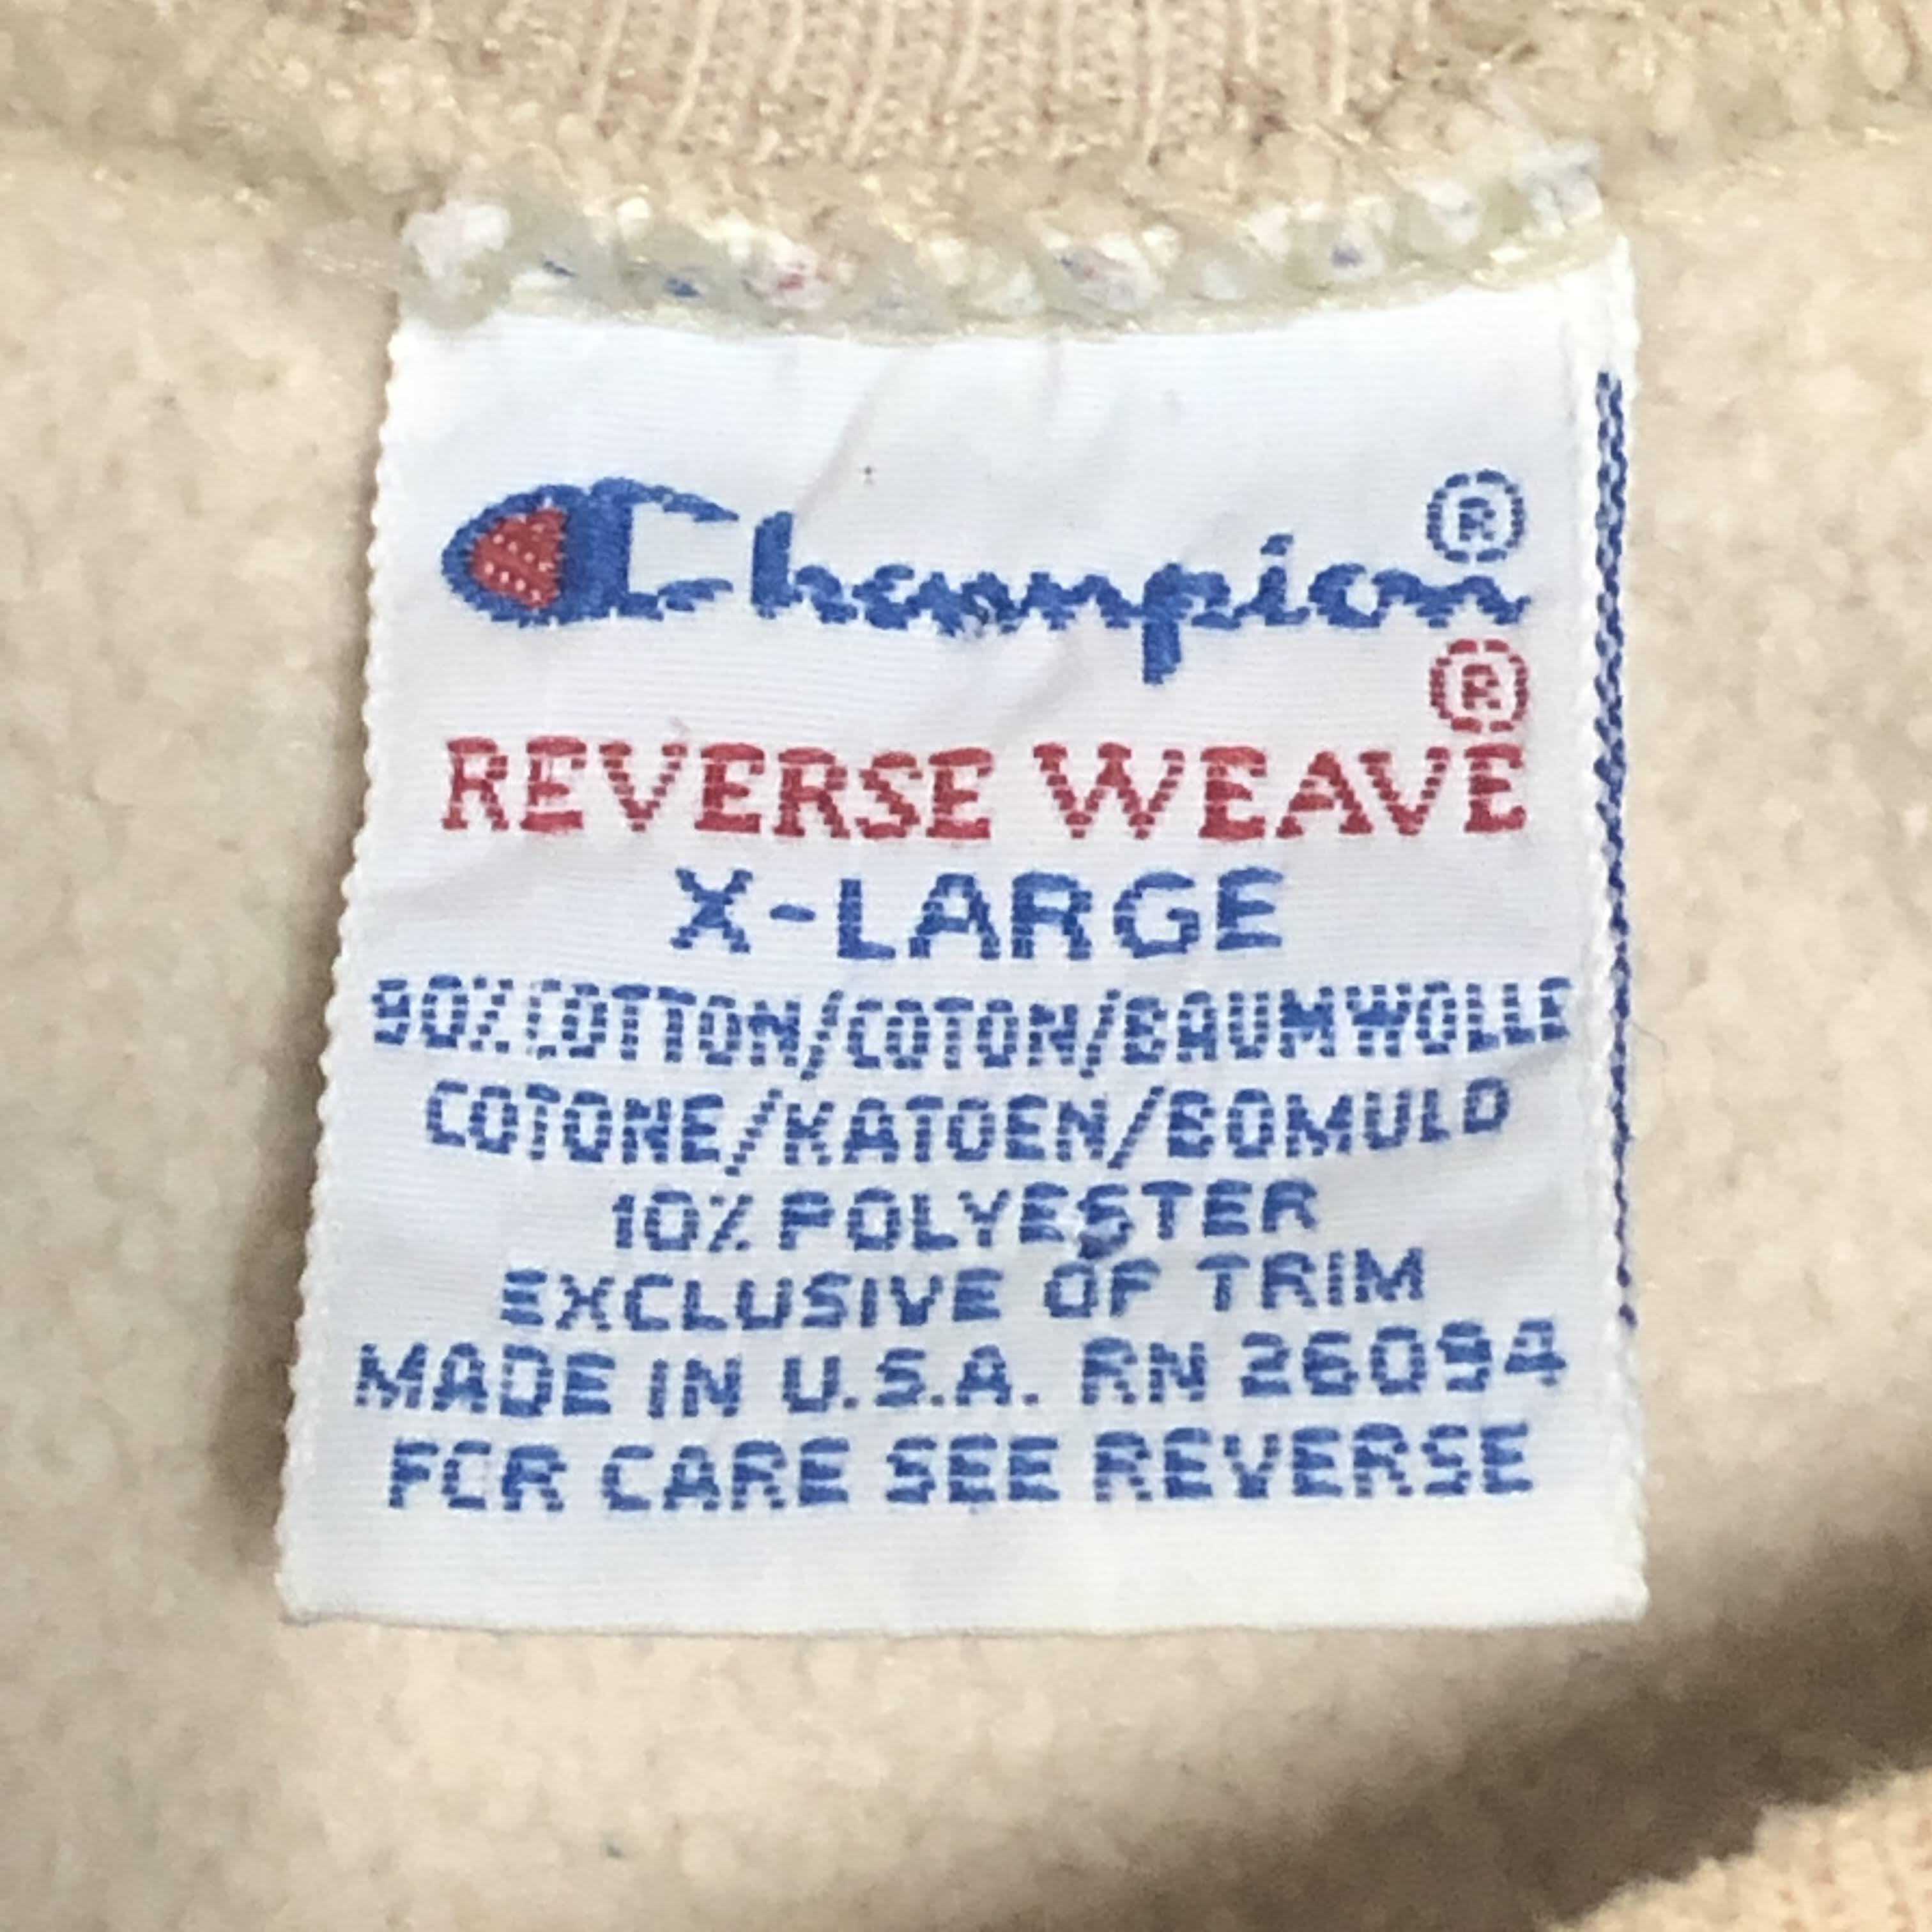 Champion®
®
REVERSE WEAVE
X-LARGE
90% COTTON/COTON/BAUMWOLLE
COTONE/KATOEN/BOMULD
10% POLYESTER
EXCLUSIVE OF TRIM
MADE IN U.S.A. RN 26094
FOR CARE SEE REVERSE